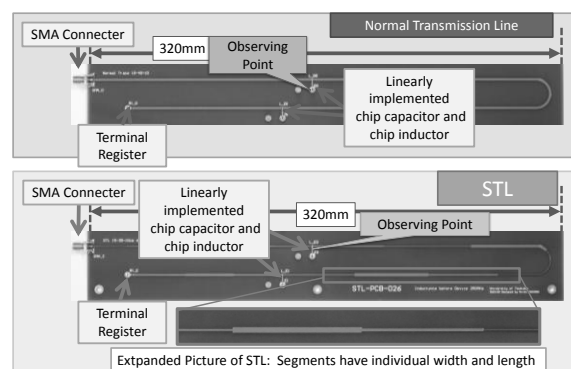 Normal Transmission Line
SMA Connecter
320mm
Observing
Point
Linearly
implemented
chip capacitor and
chip inductor
Terminal
Register
STL
SMA Connecter
Linearly
implemented
chip capacitor and
chip inductor
320mm
Observing Point
STL-PCB-026
Terminal
Register
Extpanded Picture of STL: Segments have individual width and length